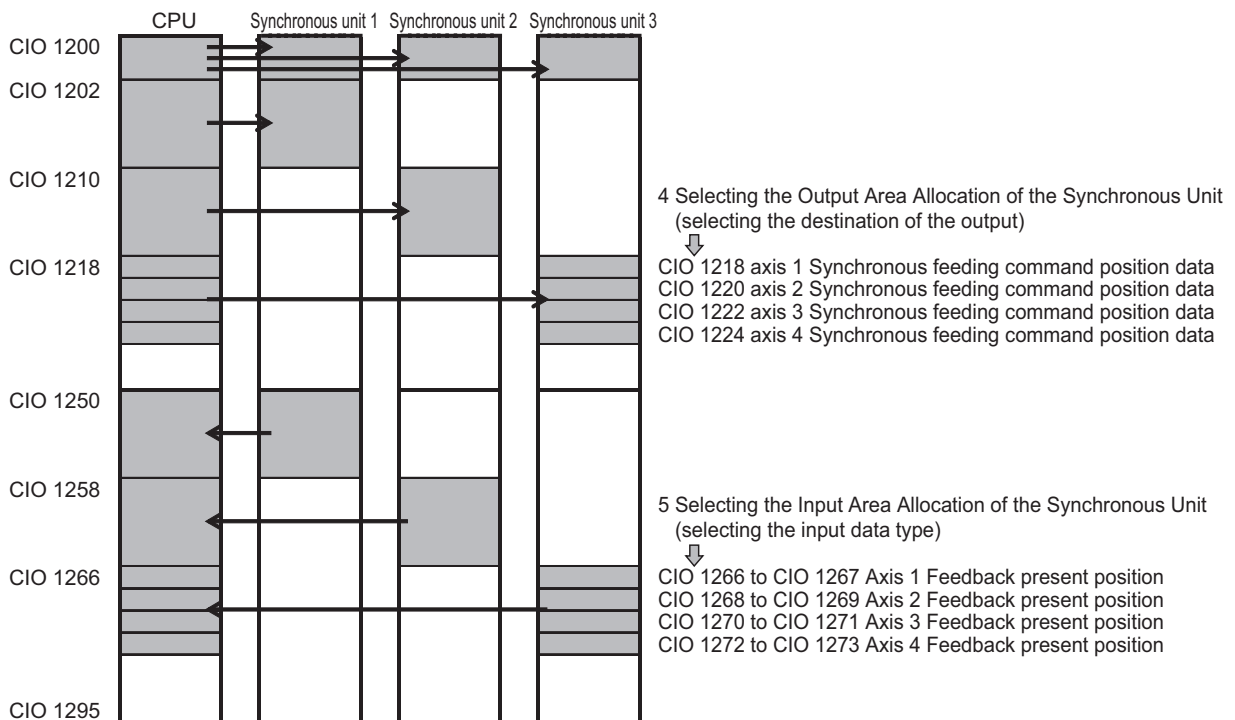 CPU
Synchronous unit 1
Synchronous unit 2
Synchronous unit 3
CIO 1200
CIO 1202
CIO 1210
CIO 1218
CIO 1250
CIO 1258
CIO 1266
CIO 1295
4 Selecting the Output Area Allocation of the Synchronous Unit
(selecting the destination of the output)
CIO 1218 axis 1 Synchronous feeding command position data
CIO 1220 axis 2 Synchronous feeding command position data
CIO 1222 axis 3 Synchronous feeding command position data
CIO 1224 axis 4 Synchronous feeding command position data
5 Selecting the Input Area Allocation of the Synchronous Unit
(selecting the input data type)
CIO 1266 to CIO 1267 Axis 1 Feedback present position
CIO 1268 to CIO 1269 Axis 2 Feedback present position
CIO 1270 to CIO 1271 Axis 3 Feedback present position
CIO 1272 to CIO 1273 Axis 4 Feedback present position